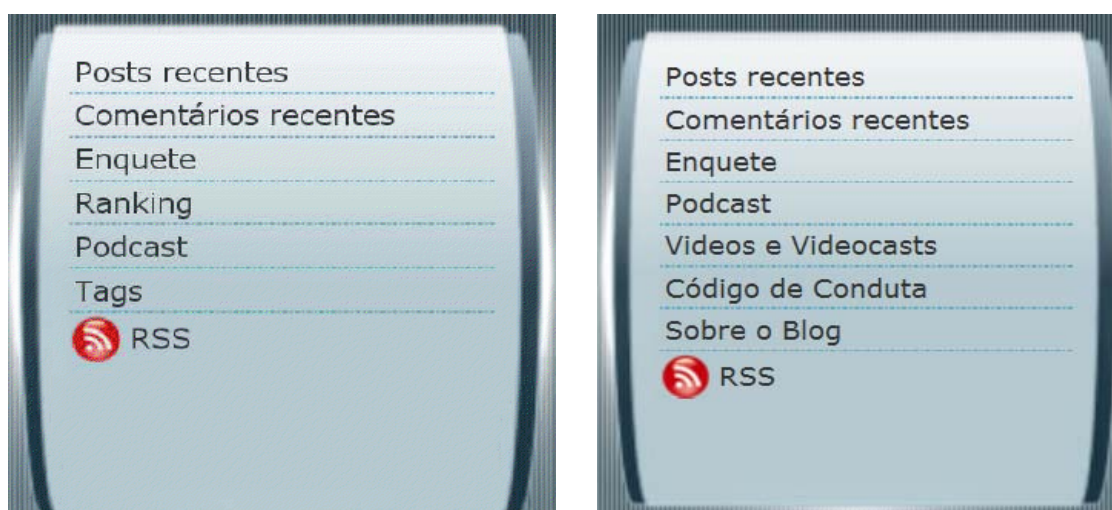 Posts recentes
Comentários recentes
Enquete
Ranking
Podcast
Tags
RSS
Posts recentes
Comentários recentes
Enquete
Podcast
Videos e Videocasts
Código de Conduta
Sobre o Blog
RSS